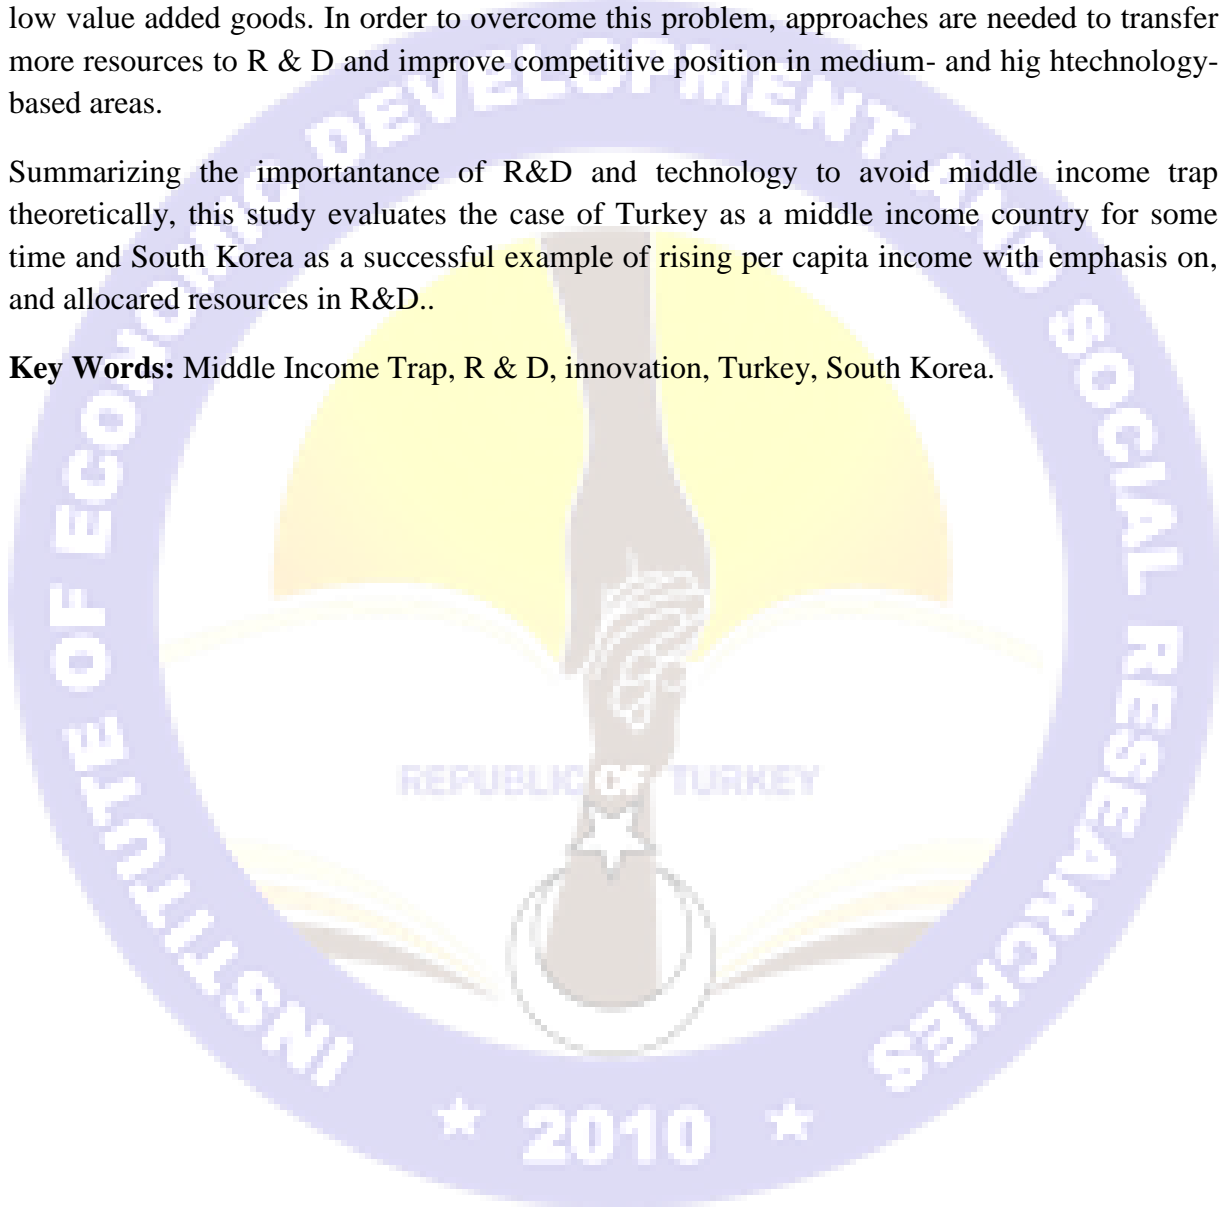 low value added goods. In order to overcome this problem, approaches are needed to transfer
more resources to R & D and improve competitive position in medium- and hig htechnology-
based areas.
Summarizing the importantance of R&D and technology to avoid middle income trap
theoretically, this study evaluates the case of Turkey as a middle income country for some
time and South Korea as a successful example of rising per capita income with emphasis on,
and allocared resources in R&D..
Key Words: Middle Income Trap, R & D, innovation, Turkey, South Korea.
INSTITUTE OF ECONOMIC DEVELOPMENT AND SOCIAL RESEARCHES
REPUBLIC OF TURKEY
★ 2010 ★